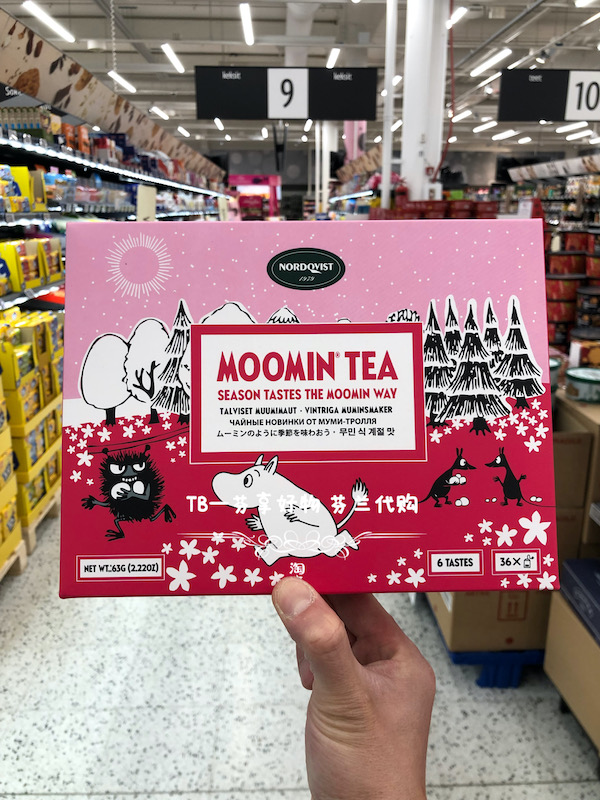 9
10
NORDQVIST
1979
MOOMIN® TEA
SEASON TASTES THE MOOMIN WAY
TALVISET MUUMIMAUT · VINTRIGA MUMINSMAKER
ЧАЙНЫЕ НОВИНКИ ОТ МУМИ-ТРОЛЛЯ
ムーミンのように季節を味わおう · 무민 식 계절 맛
TB一芬享好物 芬兰代购
NET WT.:63G (2.22OZ)
淘
6 TASTES
36×